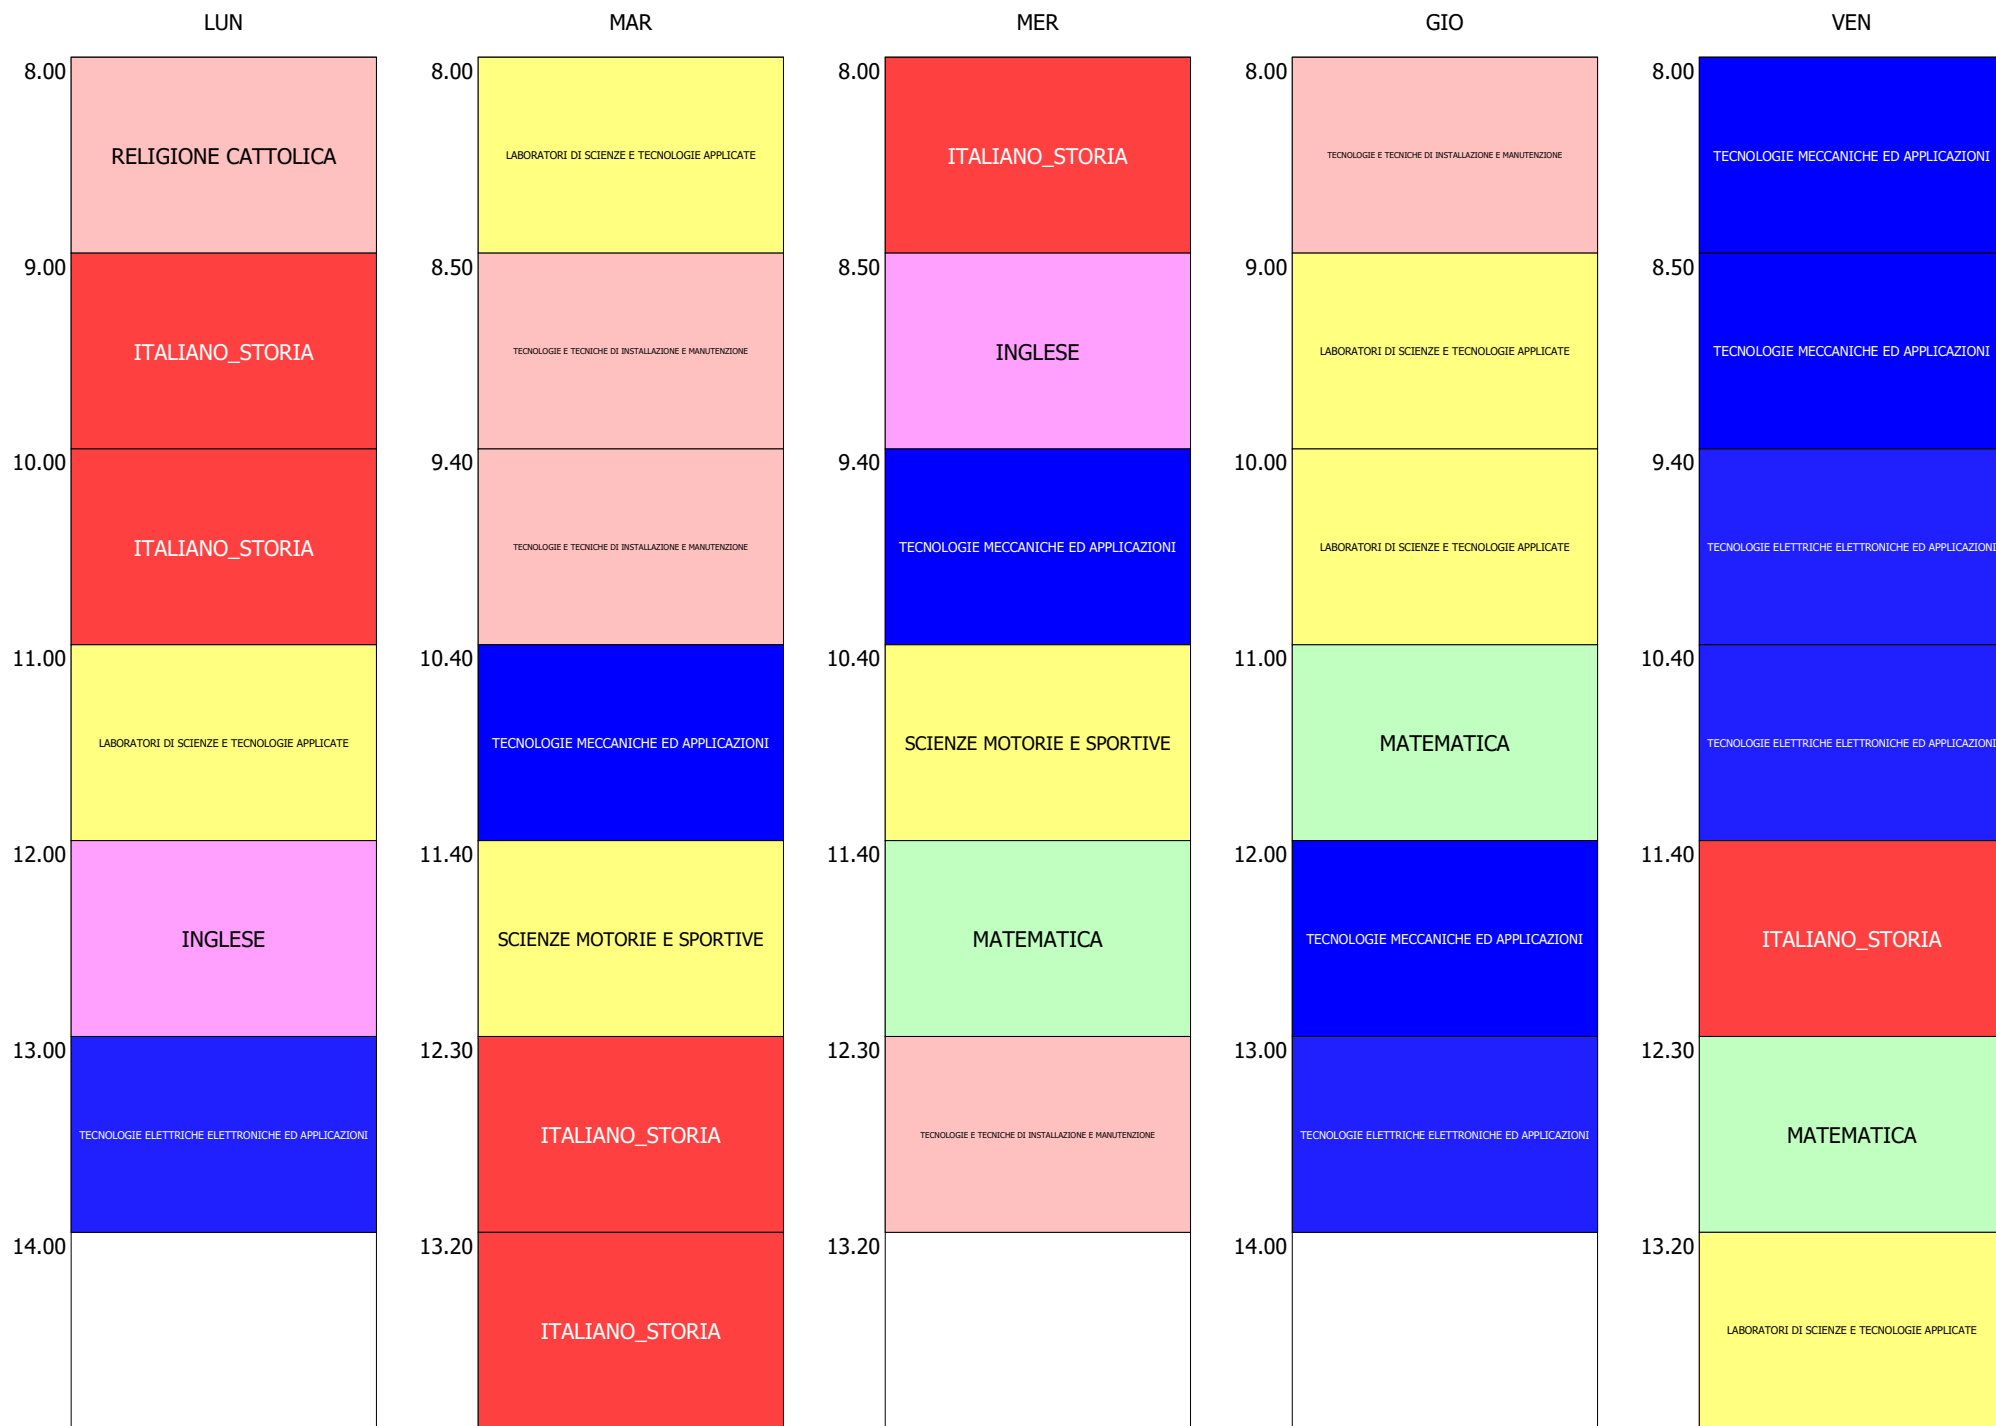 LUN
8.00
RELIGIONE CATTOLICA
9.00
ITALIANO_STORIA
10.00
ITALIANO_STORIA
11.00
LABORATORI DI SCIENZE E TECNOLOGIE APPLICATE
12.00
INGLESE
13.00
TECNOLOGIE ELETTRICHE ELETTRONICHE ED APPLICAZIONI
14.00
MAR
8.00
LABORATORI DI SCIENZE E TECNOLOGIE APPLICATE
8.50
TECNOLOGIE E TECNICHE DI INSTALLAZIONE E MANUTENZIONE
9.40
TECNOLOGIE E TECNICHE DI INSTALLAZIONE E MANUTENZIONE
10.40
TECNOLOGIE MECCANICHE ED APPLICAZIONI
11.40
SCIENZE MOTORIE E SPORTIVE
12.30
ITALIANO_STORIA
13.20
ITALIANO_STORIA
MER
8.00
ITALIANO_STORIA
8.50
INGLESE
9.40
TECNOLOGIE MECCANICHE ED APPLICAZIONI
10.40
SCIENZE MOTORIE E SPORTIVE
11.40
MATEMATICA
12.30
TECNOLOGIE E TECNICHE DI INSTALLAZIONE E MANUTENZIONE
13.20
GIO
8.00
TECNOLOGIE E TECNICHE DI INSTALLAZIONE E MANUTENZIONE
9.00
LABORATORI DI SCIENZE E TECNOLOGIE APPLICATE
10.00
LABORATORI DI SCIENZE E TECNOLOGIE APPLICATE
11.00
MATEMATICA
12.00
TECNOLOGIE MECCANICHE ED APPLICAZIONI
13.00
TECNOLOGIE ELETTRICHE ELETTRONICHE ED APPLICAZIONI
14.00
VEN
8.00
TECNOLOGIE MECCANICHE ED APPLICAZIONI
8.50
TECNOLOGIE MECCANICHE ED APPLICAZIONI
9.40
TECNOLOGIE ELETTRICHE ELETTRONICHE ED APPLICAZIONI
10.40
TECNOLOGIE ELETTRICHE ELETTRONICHE ED APPLICAZIONI
11.40
ITALIANO_STORIA
12.30
MATEMATICA
13.20
LABORATORI DI SCIENZE E TECNOLOGIE APPLICATE